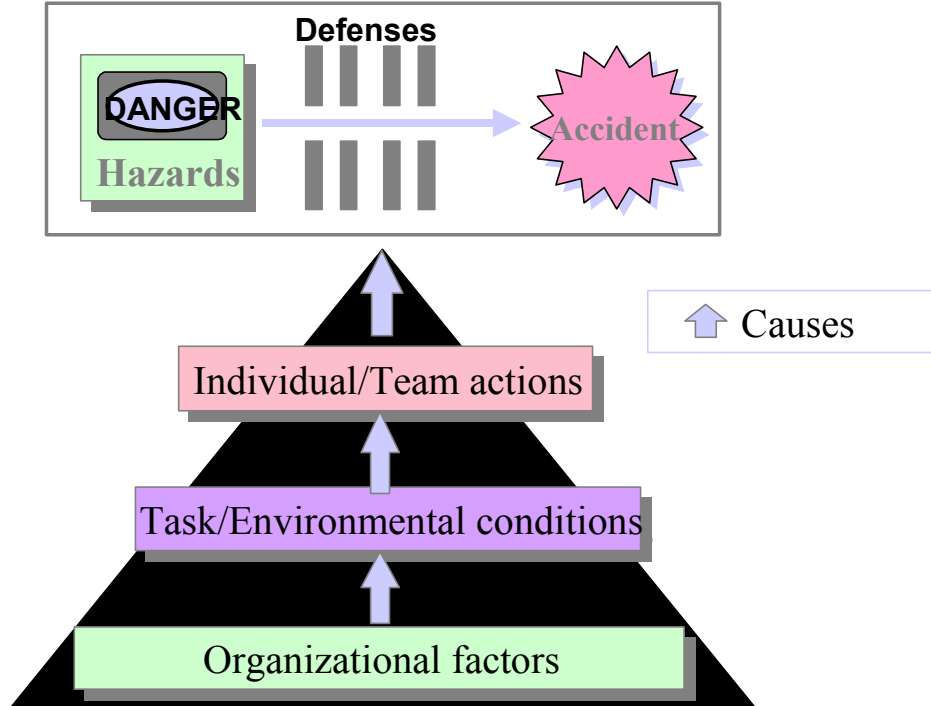 Defenses
DANGER
Hazards
Accident
Causes
Individual/Team actions
Task/Environmental conditions
Organizational factors